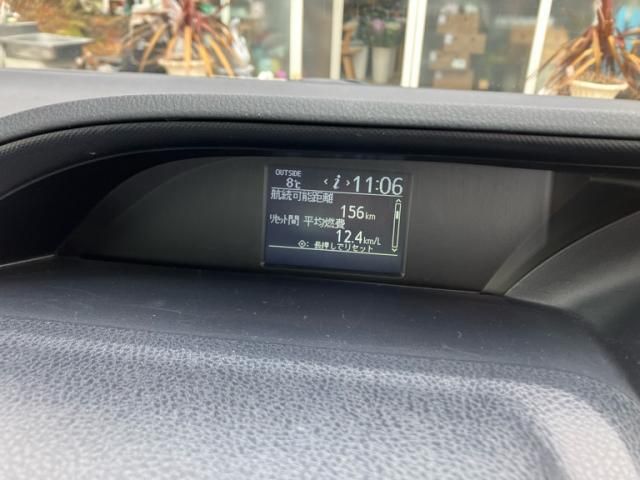 OUTSIDE
8℃ <i> 11:06
航続可能距離
156km
リセット間 平均燃費
12.4km/L
: 長押しでリセット